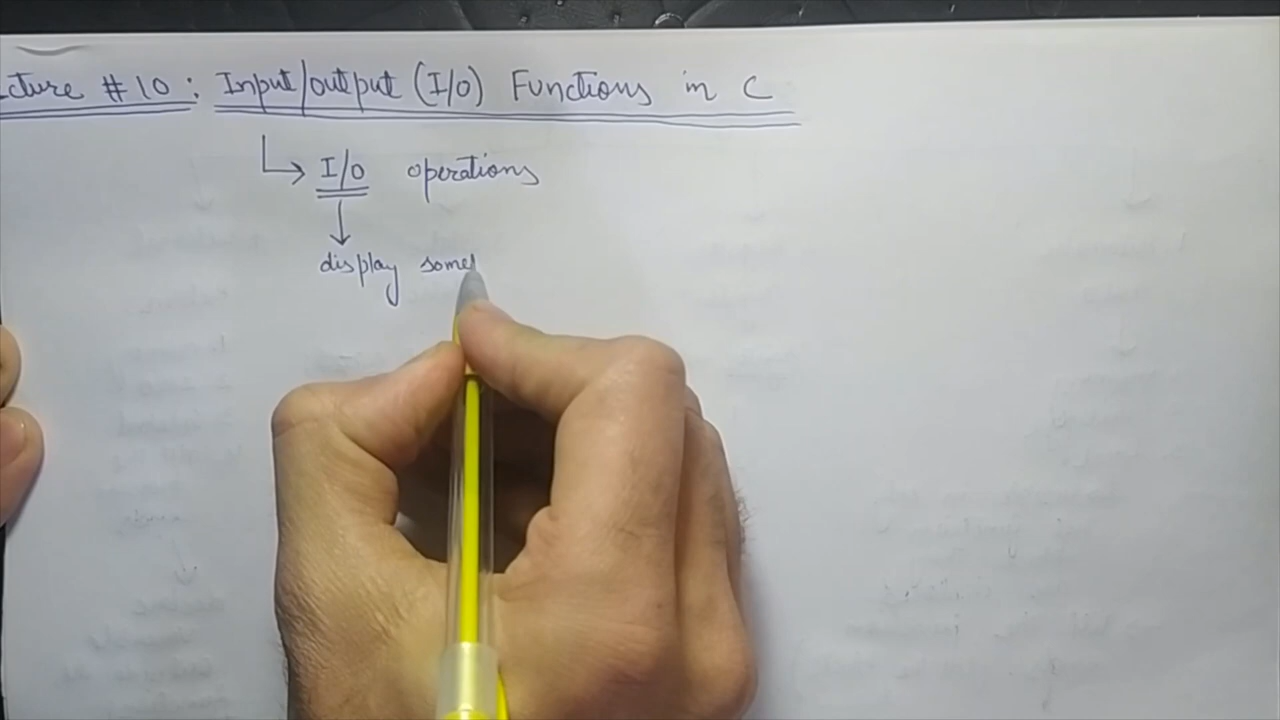 cture #10: Input/output (I/O) Functions in C
I/O operations
display some